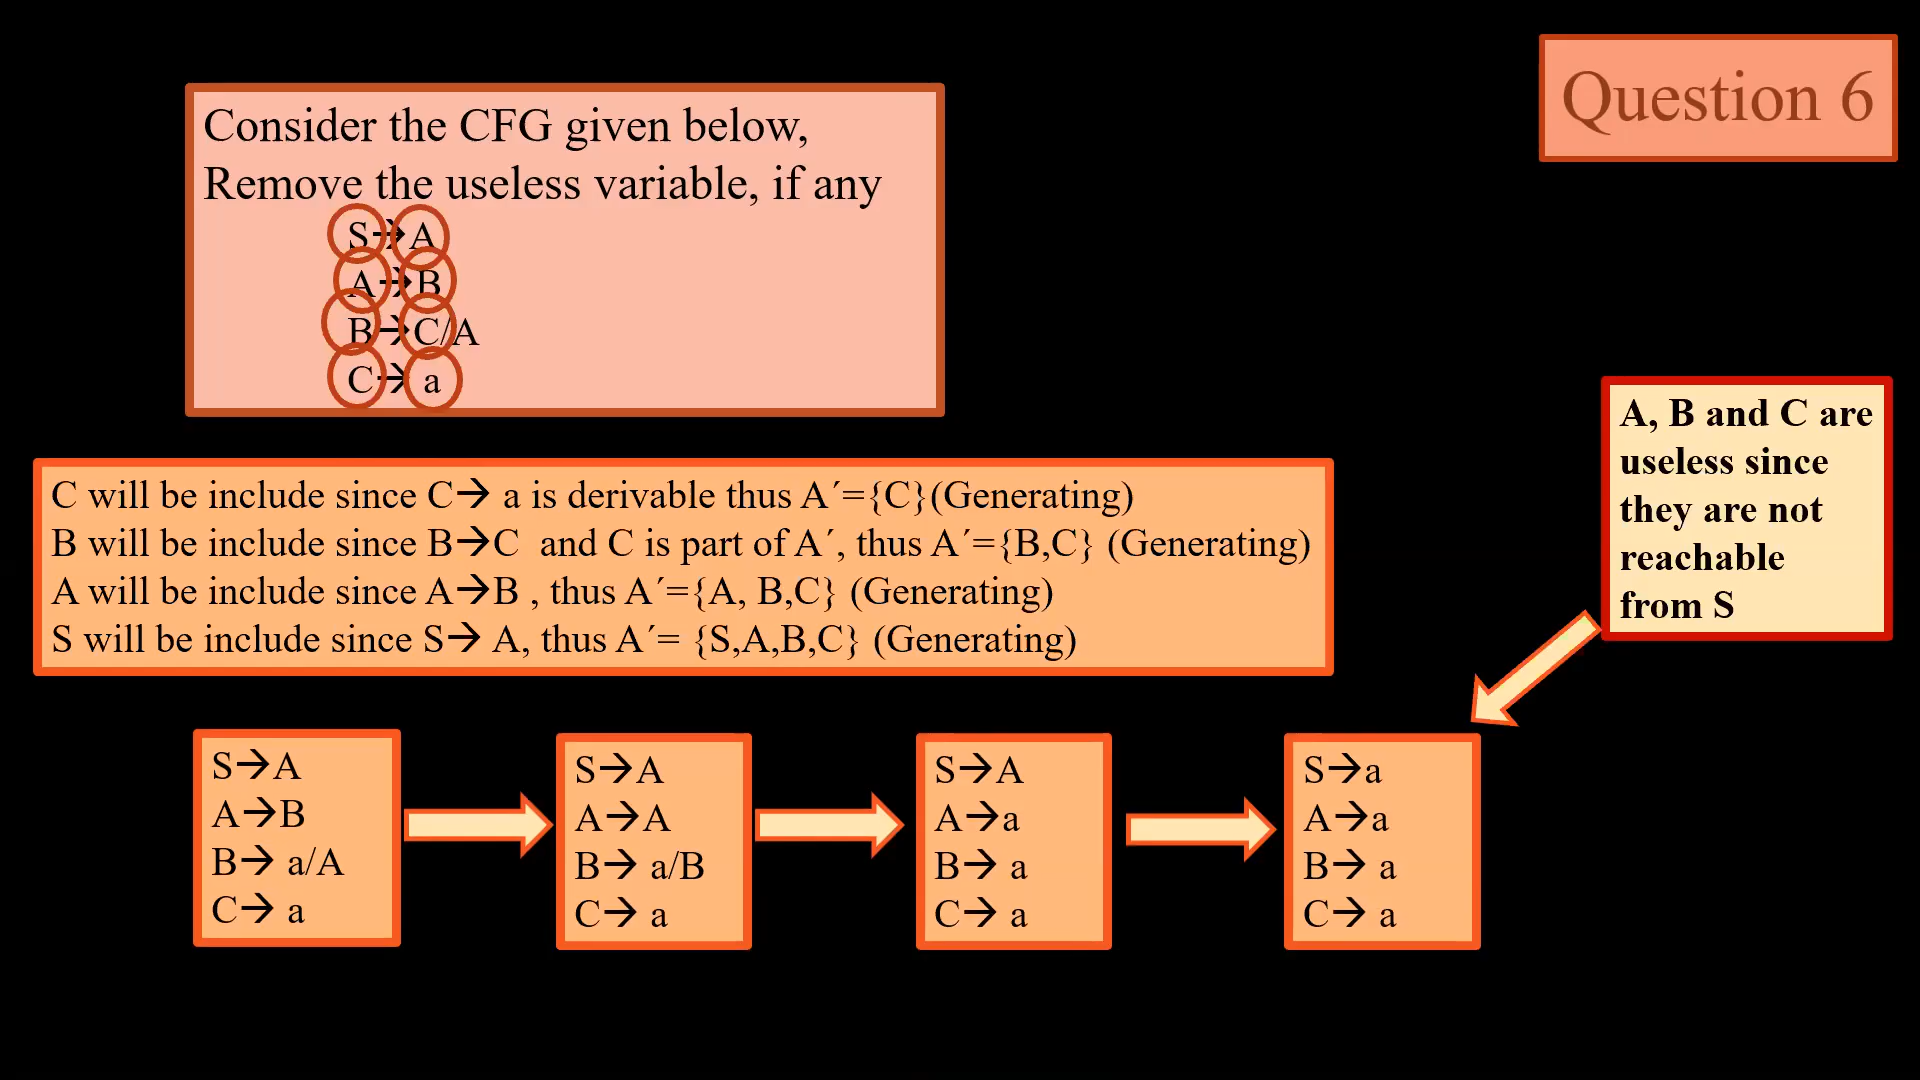 Question 6
Consider the CFG given below,
Remove the useless variable, if any
S→A
A→B
B→C/A
C→ a
C will be include since C→ a is derivable thus A´={C}(Generating)
B will be include since B→C and C is part of A´, thus A´={B,C} (Generating)
A will be include since A→B , thus A´={A, B,C} (Generating)
S will be include since S→ A, thus A´= {S,A,B,C} (Generating)
A, B and C are
useless since
they are not
reachable
from S
S→A
A→B
B→ a/A
C→ a
S→A
A→A
B→ a/B
C→ a
S→A
A→a
B→ a
C→ a
S→a
A→a
B→ a
C→ a